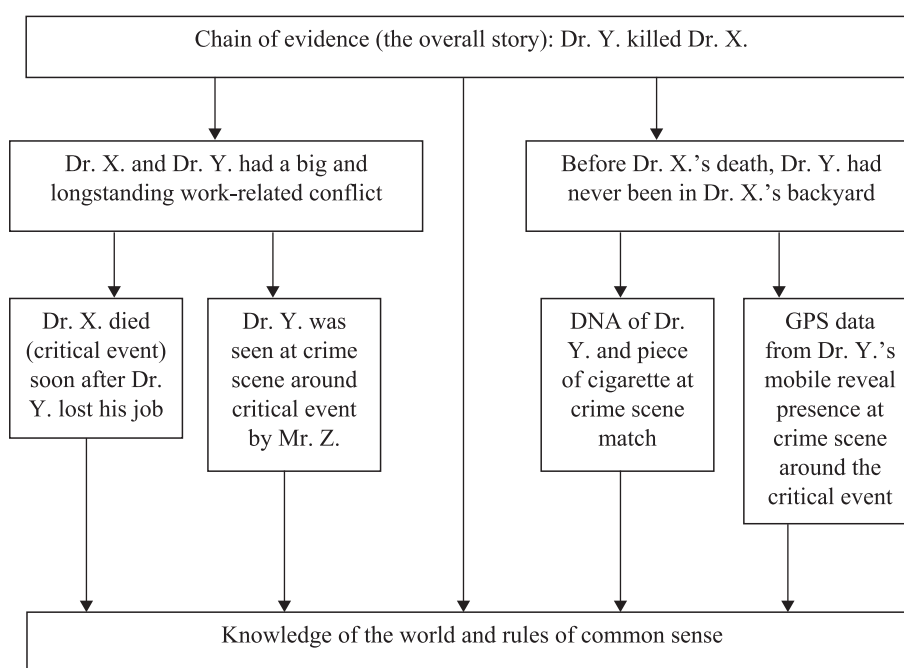 Chain of evidence (the overall story): Dr. Y. killed Dr. X.
Dr. X. and Dr. Y. had a big and
longstanding work-related conflict
Before Dr. X.'s death, Dr. Y. had
never been in Dr. X.'s backyard
Dr. X. died
(critical event)
soon after Dr.
Y. lost his job
Dr. Y. was
seen at crime
scene around
critical event
by Mr. Z.
DNA of Dr.
Y. and piece
of cigarette at
crime scene
match
GPS data
from Dr. Y.'s
mobile reveal
presence at
crime scene
around the
critical event
Knowledge of the world and rules of common sense